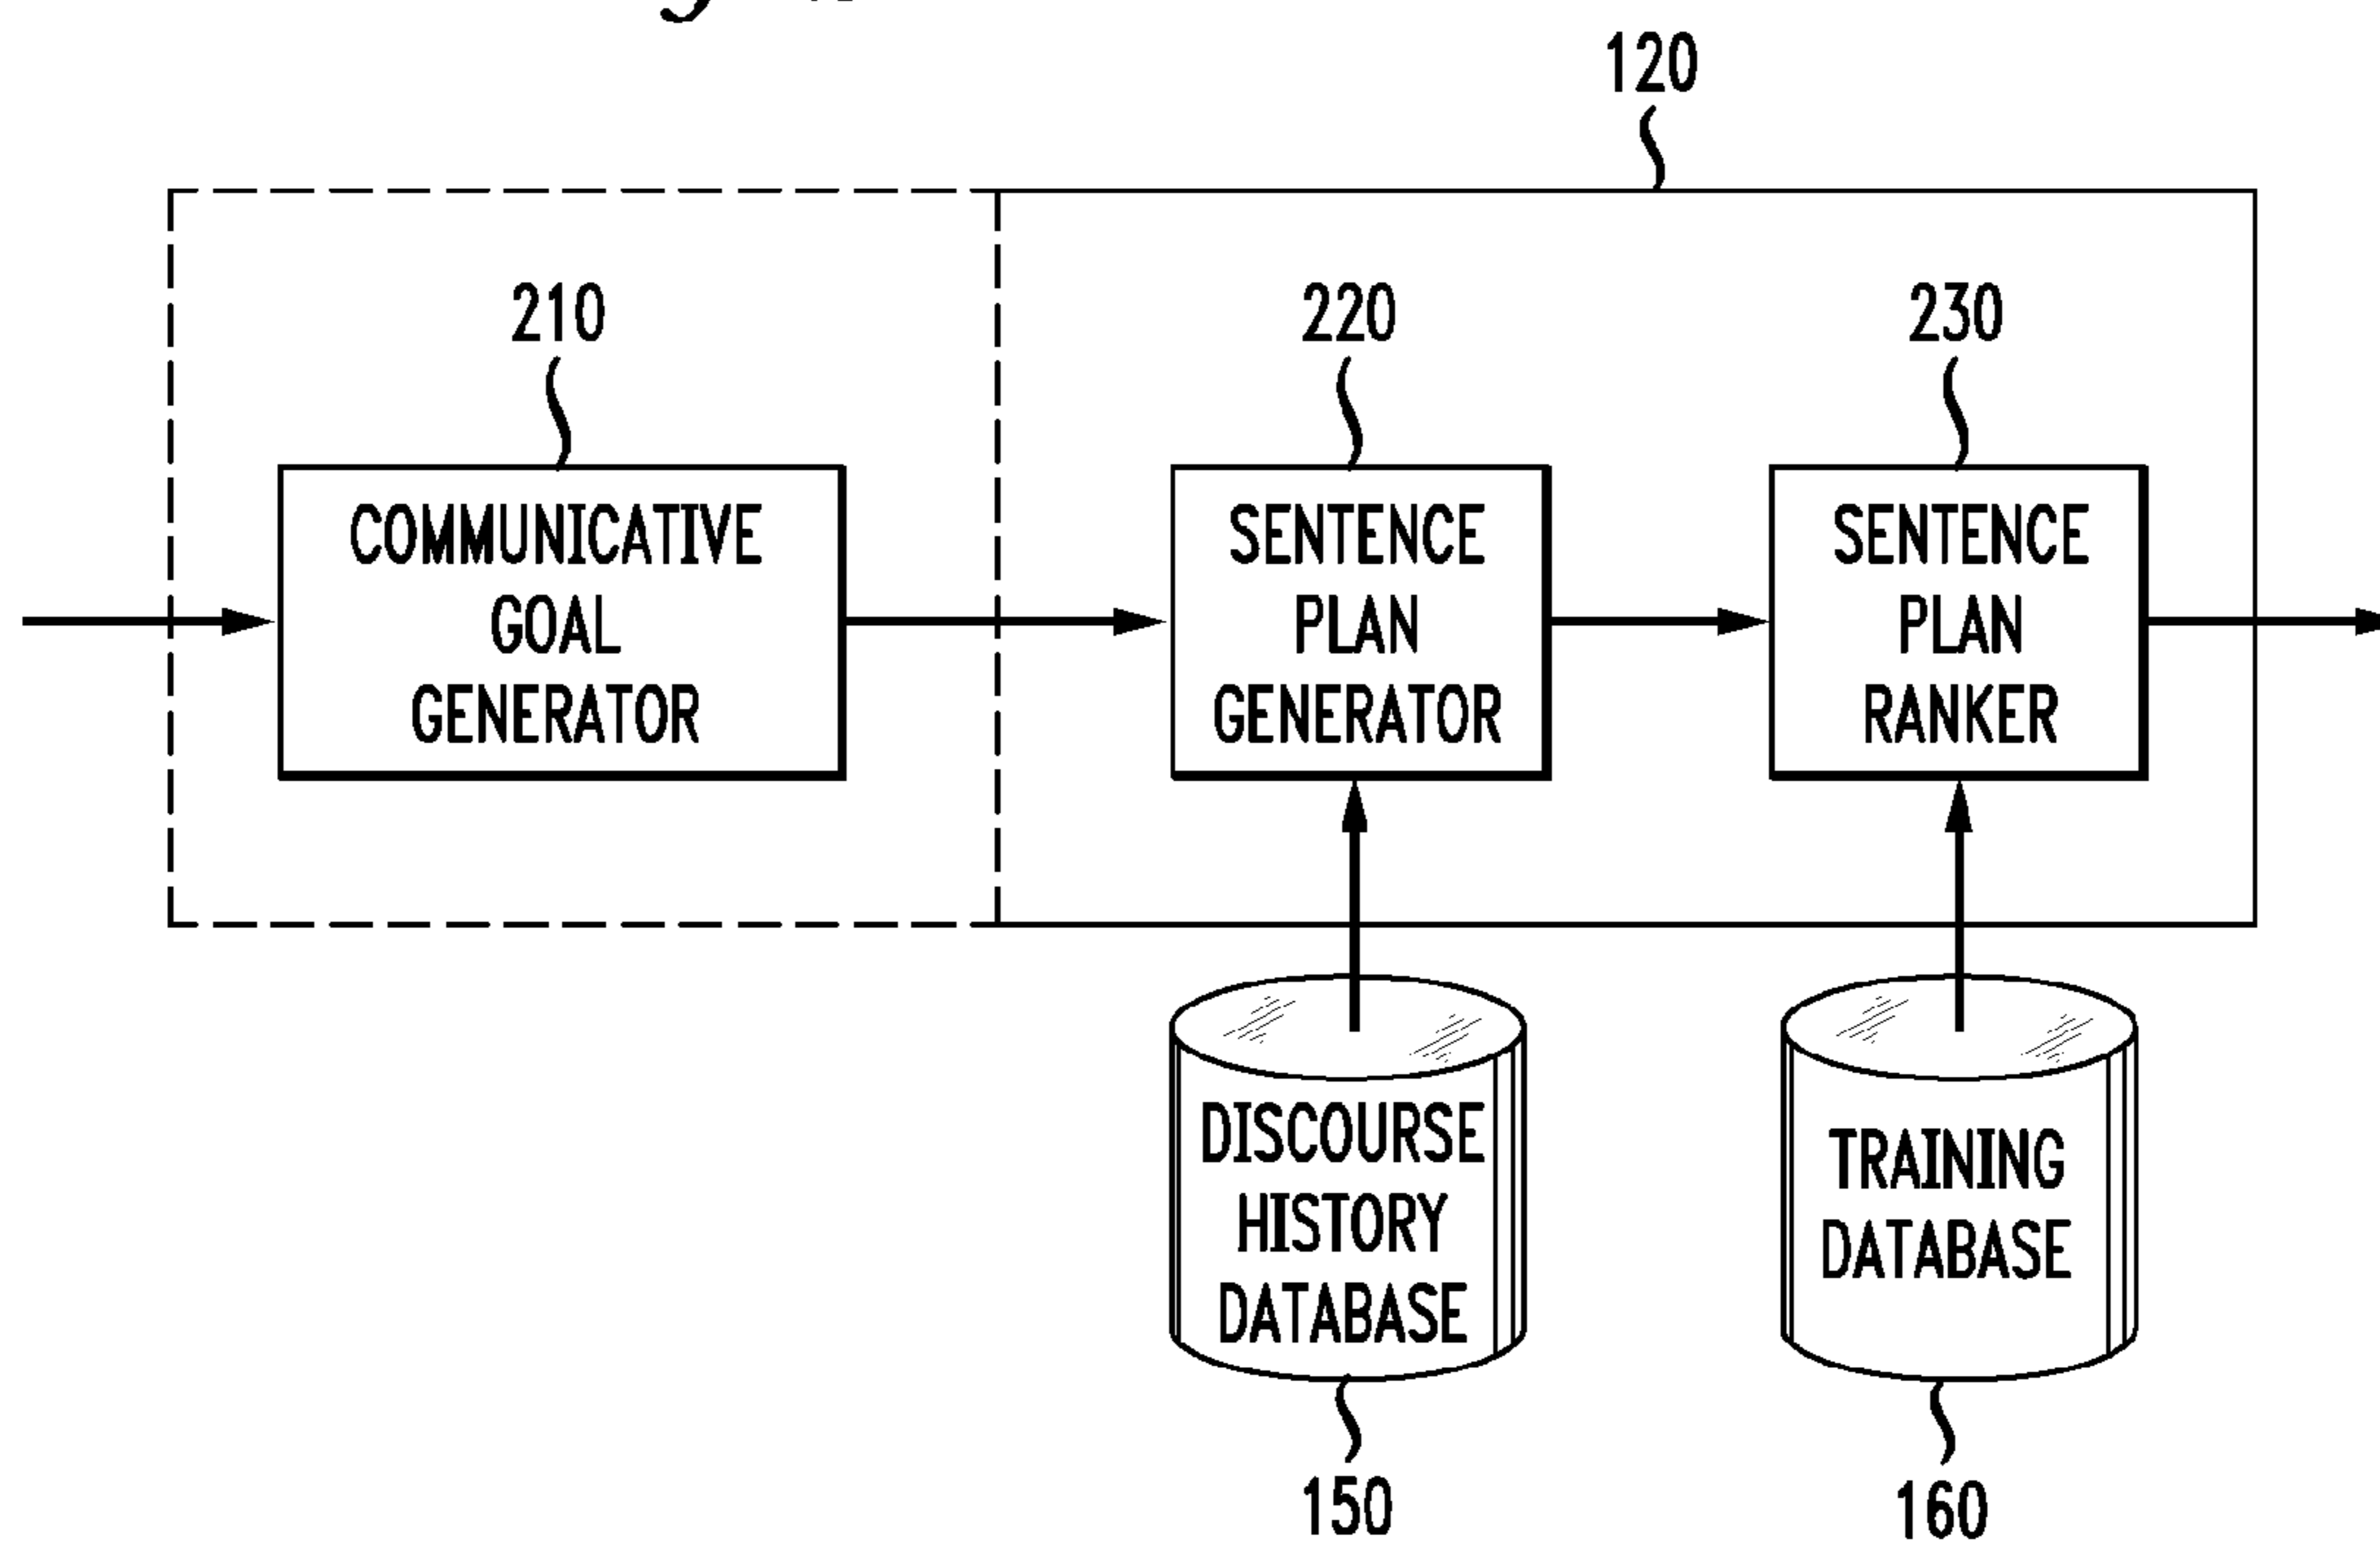 120
210
220
230
COMMUNICATIVE
GOAL
GENERATOR
SENTENCE
PLAN
GENERATOR
SENTENCE
PLAN
RANKER
DISCOURSE
HISTORY
DATABASE
TRAINING
DATABASE
150
160